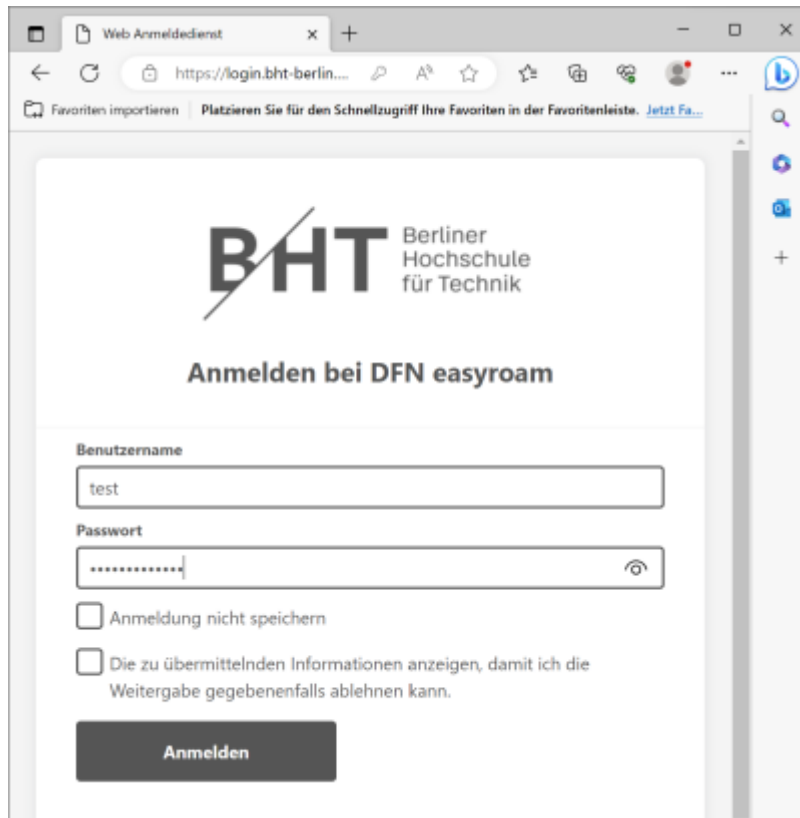 Web Anmeldedienst
https://login.bht-berlin....
Favoriten importieren
Platzieren Sie für den Schnellzugriff Ihre Favoriten in der Favoritenleiste. Jetzt Fa...
BHT
Berliner
Hochschule
für Technik
Anmelden bei DFN easyroam
Benutzername
test
Passwort
Anmeldung nicht speichern
Die zu übermittelnden Informationen anzeigen, damit ich die
Weitergabe gegebenenfalls ablehnen kann.
Anmelden